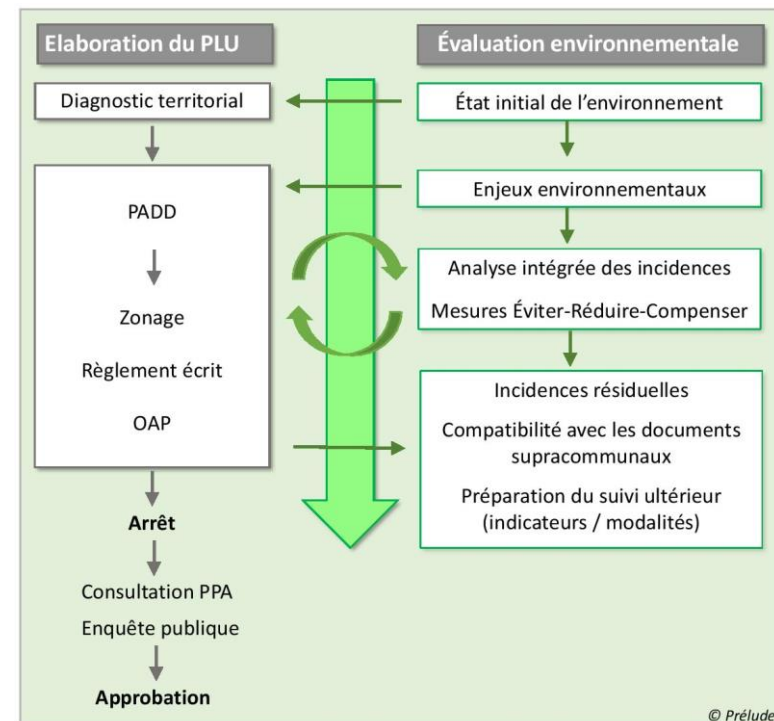 Elaboration du PLU
Diagnostic territorial
PADD
Zonage
Règlement écrit
OAP
Arrêt
Consultation PPA
Enquête publique
Approbation
Évaluation environnementale
État initial de l'environnement
Enjeux environnementaux
Analyse intégrée des incidences
Mesures Éviter-Réduire-Compenser
Incidences résiduelles
Compatibilité avec les documents
supracommunaux
Préparation du suivi ultérieur
(indicateurs / modalités)
© Prélude